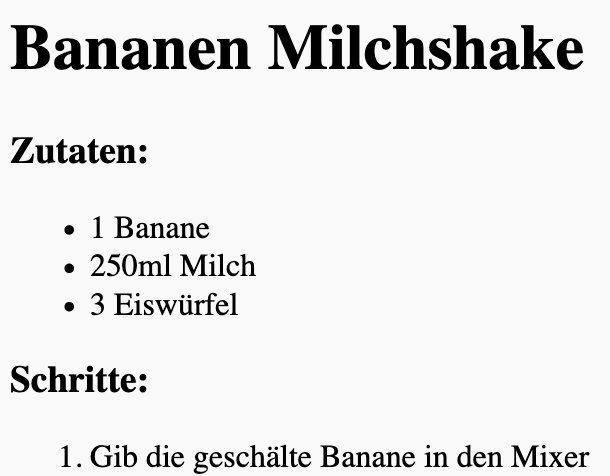 Bananen Milchshake
Zutaten:
• 1 Banane
• 250ml Milch
• 3 Eiswürfel
Schritte:
1. Gib die geschälte Banane in den Mixer